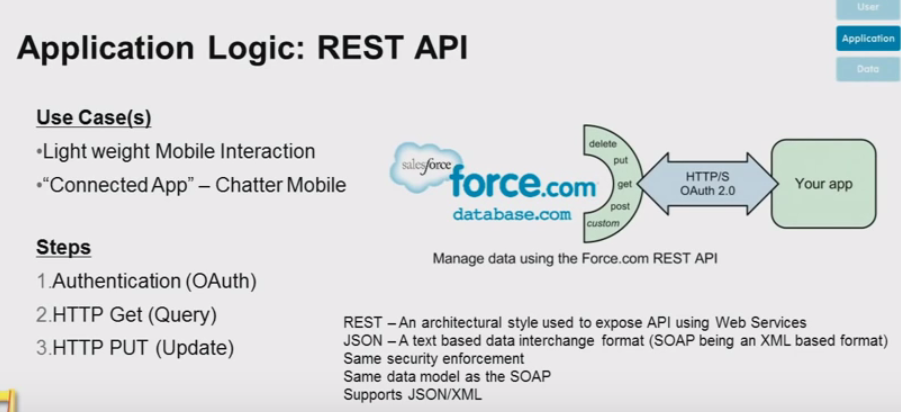 User
Application Logic: REST API
Application
Data
Use Case(s)
•Light weight Mobile Interaction
•“Connected App” – Chatter Mobile
Steps
1.Authentication (OAuth)
2.HTTP Get (Query)
3.HTTP PUT (Update)
salesforce
force.com
database.com
delete
put
get
post
custom
HTTP/S
OAuth 2.0
Your app
Manage data using the Force.com REST API
REST – An architectural style used to expose API using Web Services
JSON – A text based data interchange format (SOAP being an XML based format)
Same security enforcement
Same data model as the SOAP
Supports JSON/XML